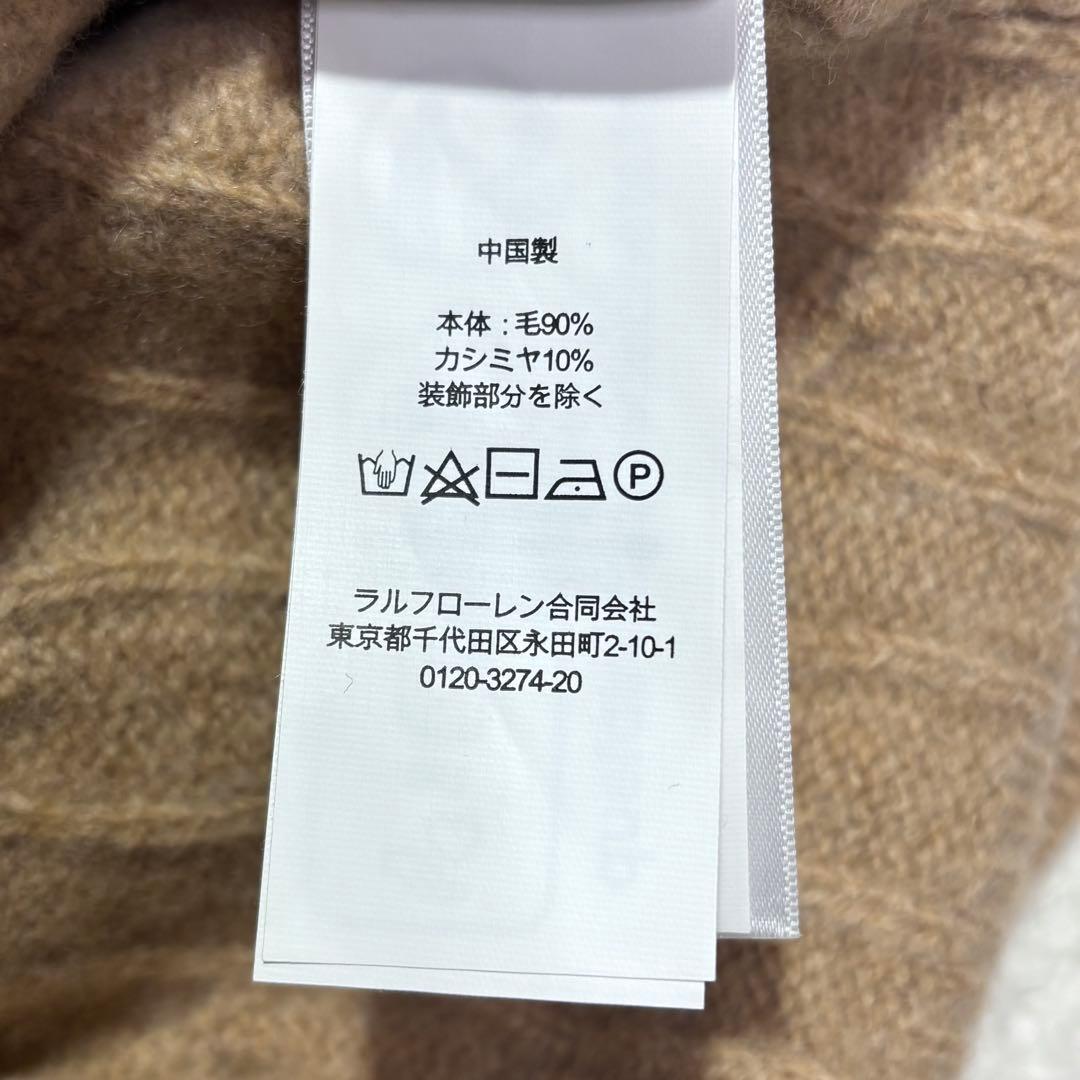 中国製
本体 : 毛90%
カシミヤ10%
装飾部分を除く
P
ラルフローレン合同会社
東京都千代田区永田町2-10-1
0120-3274-20